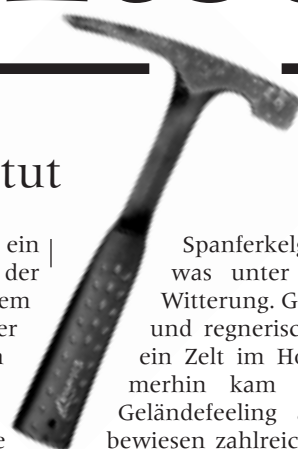 tut
ein
der
em
er
n
e
Spanferkelg
was unter
Witterung. G
und regnerisc
ein Zelt im Ho
merhin kam
Geländefeeling
bewiesen zahlreich